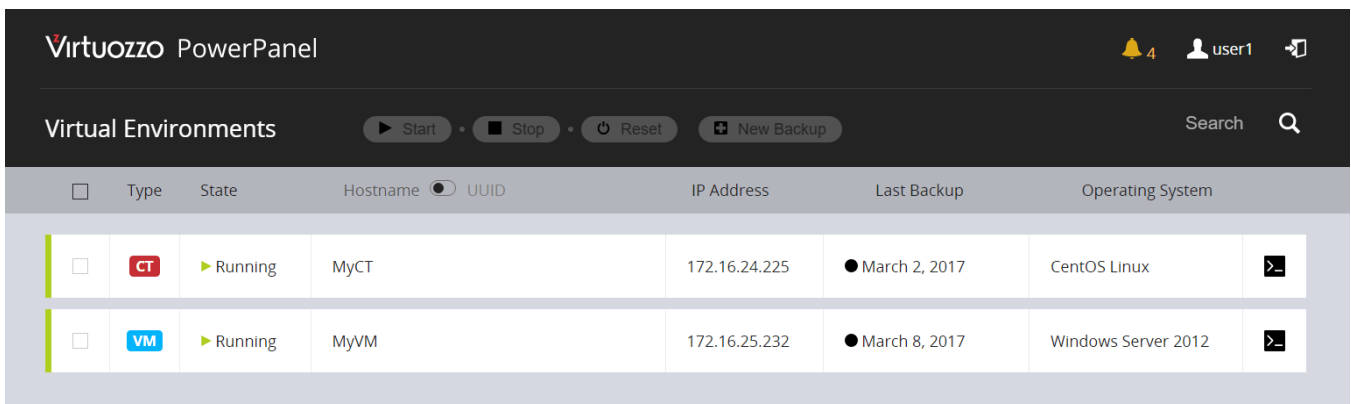 Virtuozzo PowerPanel
4 user1
Virtual Environments Start Stop Reset New Backup Search
Type State Hostname UUID IP Address Last Backup Operating System
CT Running MyCT 172.16.24.225 March 2, 2017 CentOS Linux
VM Running MyVM 172.16.25.232 March 8, 2017 Windows Server 2012